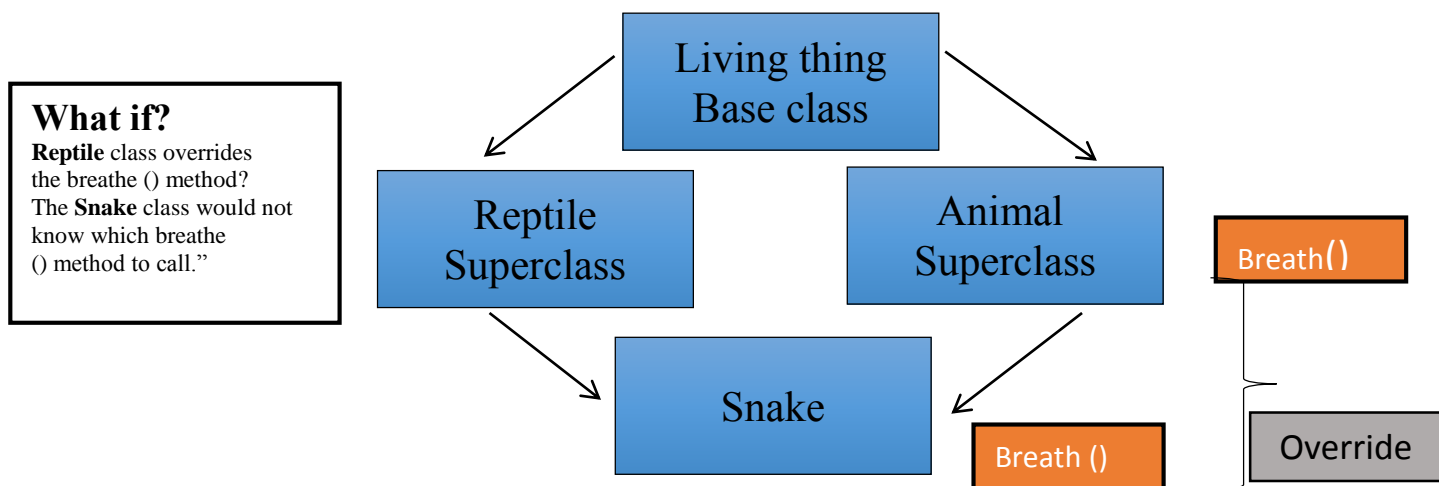 Living thing
Base class
What if?
Reptile class overrides
the breathe () method?
The Snake class would not
know which breathe
() method to call.”
Reptile
Superclass
Animal
Superclass
Breath()
Snake
Breath ()
Override